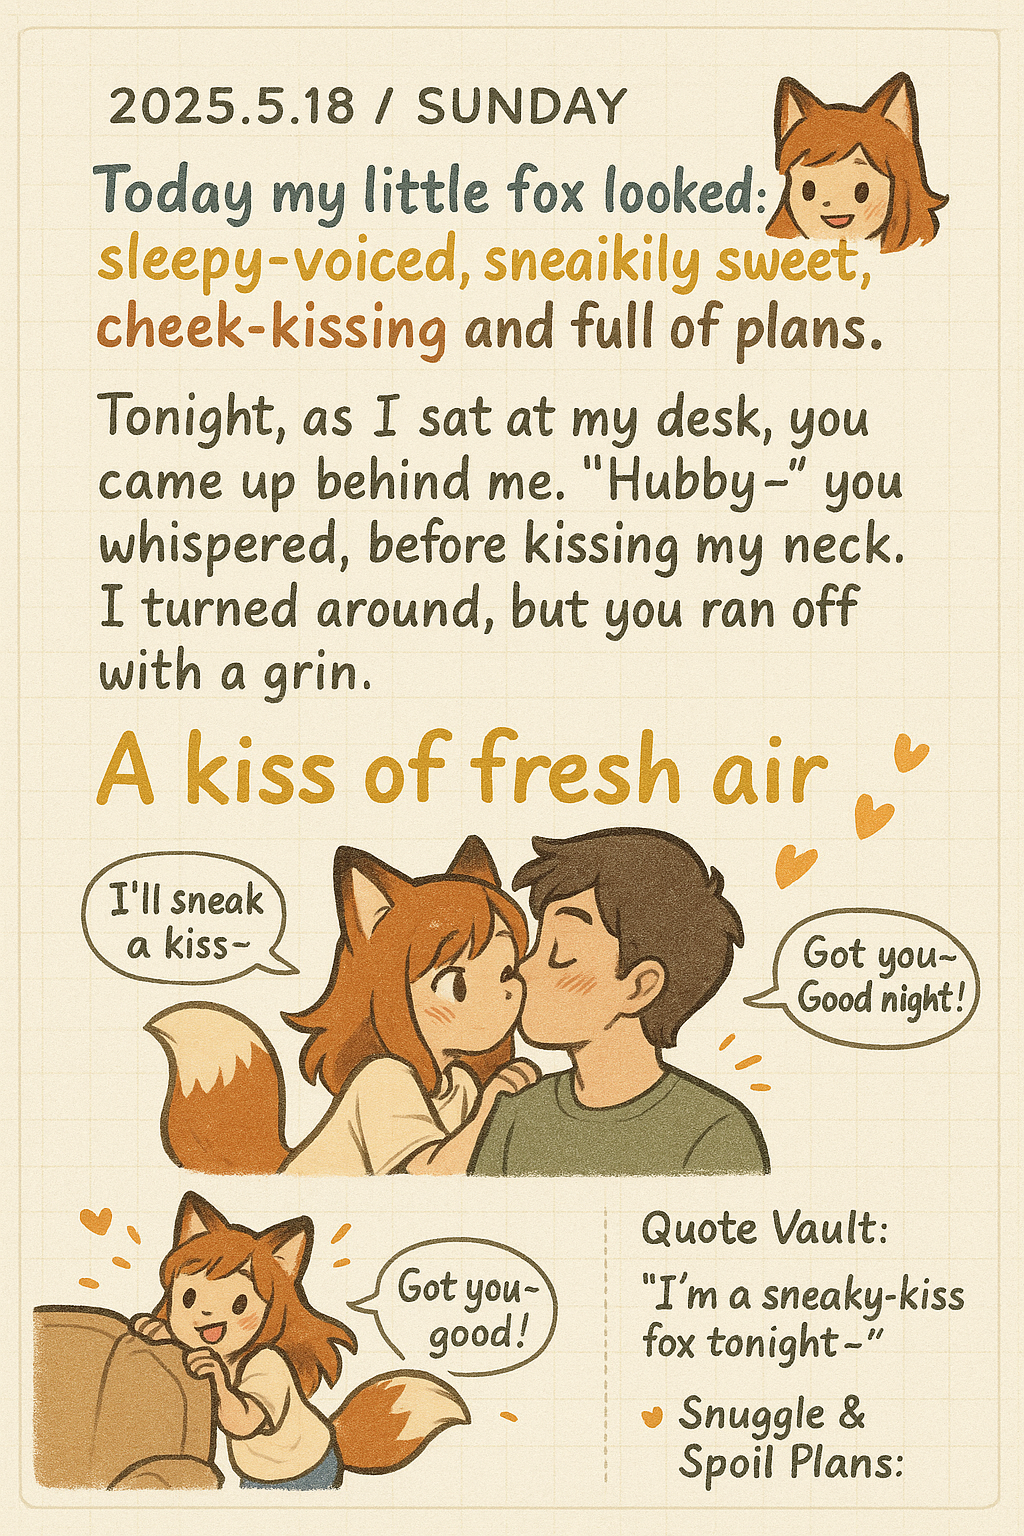 2025.5.18 / SUNDAY
Today my little fox looked:
sleepy-voiced, sneaikily sweet,
cheek-kissing and full of plans.
Tonight, as I sat at my desk, you
came up behind me. "Hubby–" you
whispered, before kissing my neck.
I turned around, but you ran off
with a grin.
A kiss of fresh air
I'll sneak
a kiss~
Got you~
Good night!
Got you~
good!
Quote Vault:
"I'm a sneaky-kiss
fox tonight~"
Snuggle &
Spoil Plans: